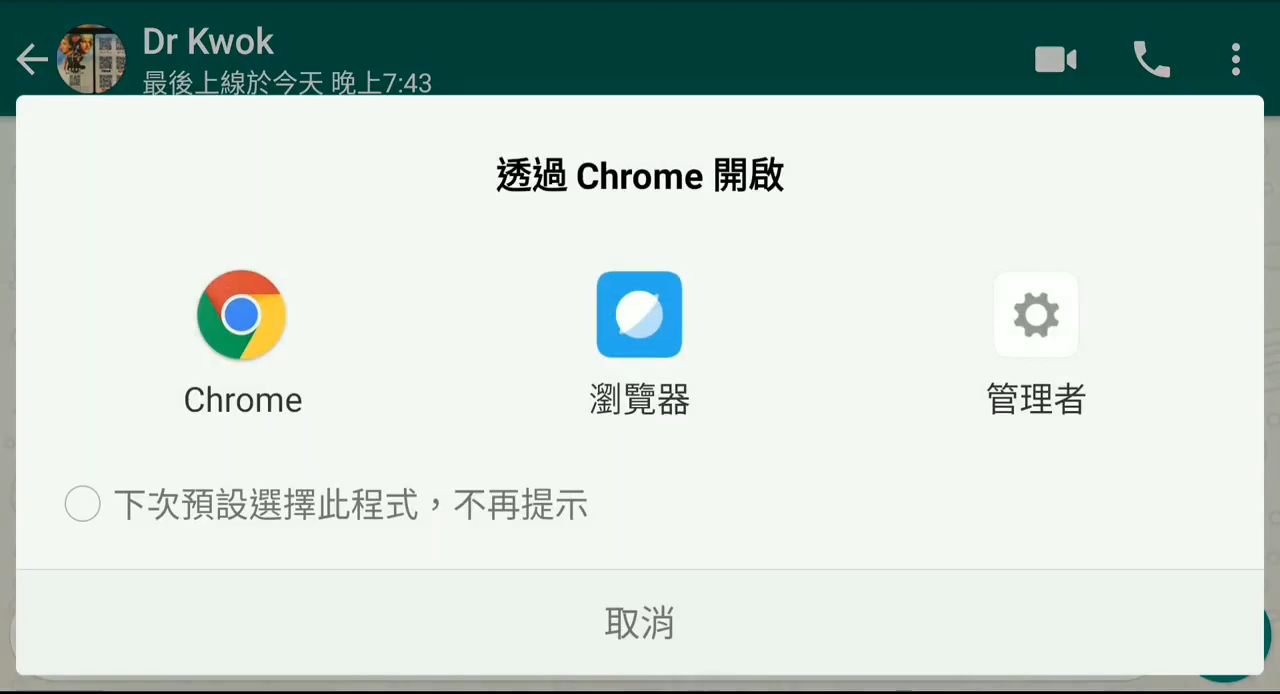 Dr Kwok
最後上線於今天 晚上7:43
透過 Chrome 開啟
Chrome
瀏覽器
管理者
下次預設選擇此程式，不再提示
取消